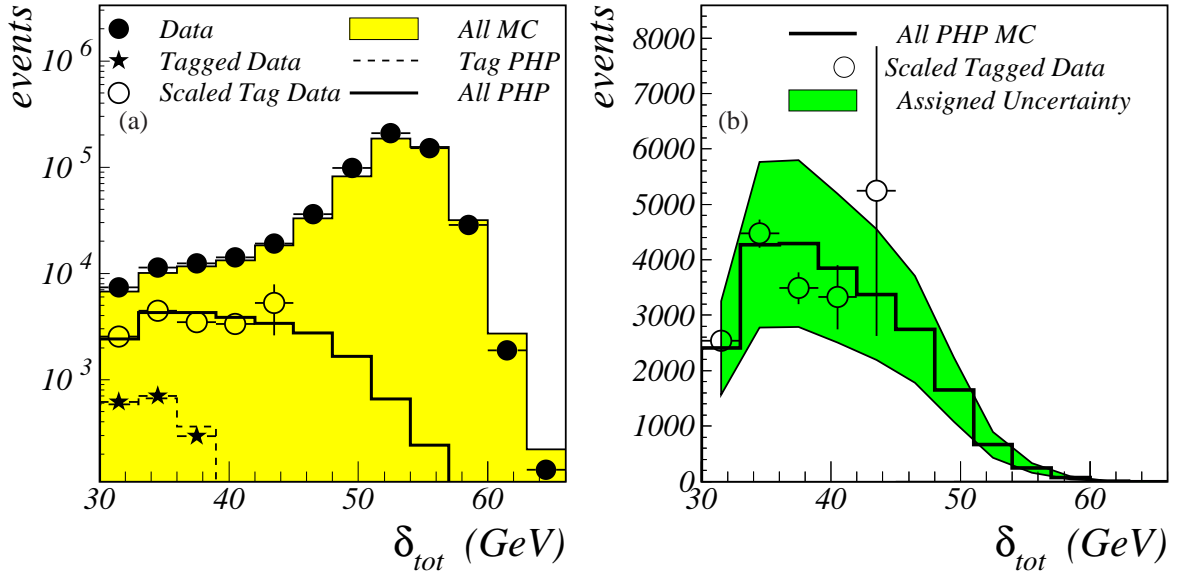 events
10^6
10^5
10^4
10^3
Data
Tagged Data
Scaled Tag Data
All MC
Tag PHP
All PHP
(a)
30 40 50 60
δ_tot (GeV)
events
8000
7000
6000
5000
4000
3000
2000
1000
0
All PHP MC
Scaled Tagged Data
Assigned Uncertainty
(b)
30 40 50 60
δ_tot (GeV)